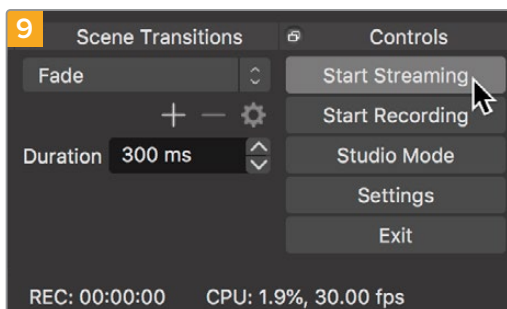 9
Scene Transitions
Fade
Duration 300 ms
Controls
Start Streaming
Start Recording
Studio Mode
Settings
Exit
REC: 00:00:00 CPU: 1.9%, 30.00 fps